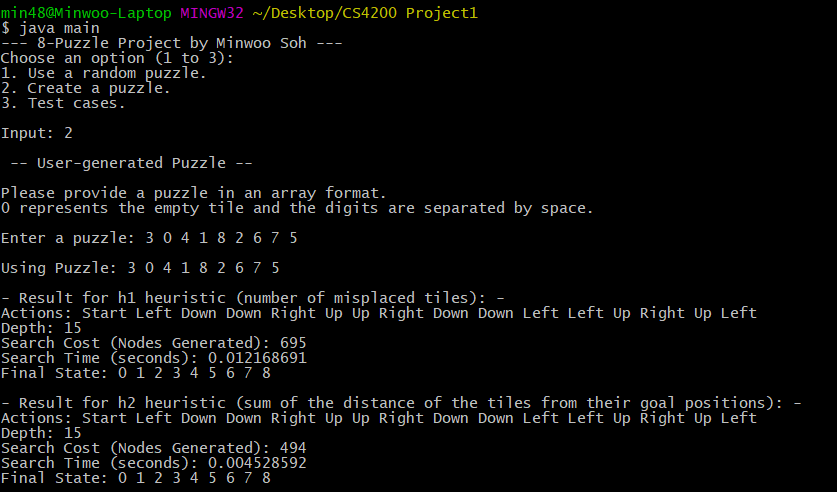 min48@Minwoo-Laptop MINGW32 ~/Desktop/CS4200 Project1
$ java main
--- 8-Puzzle Project by Minwoo Soh ---
Choose an option (1 to 3):
1. Use a random puzzle.
2. Create a puzzle.
3. Test cases.
Input: 2
-- User-generated Puzzle --
Please provide a puzzle in an array format.
0 represents the empty tile and the digits are separated by space.
Enter a puzzle: 3 0 4 1 8 2 6 7 5
Using Puzzle: 3 0 4 1 8 2 6 7 5
- Result for h1 heuristic (number of misplaced tiles): -
Actions: Start Left Down Down Right Up Up Right Down Down Left Left Up Right Up Left
Depth: 15
Search Cost (Nodes Generated): 695
Search Time (seconds): 0.012168691
Final State: 0 1 2 3 4 5 6 7 8
- Result for h2 heuristic (sum of the distance of the tiles from their goal positions): -
Actions: Start Left Down Down Right Up Up Right Down Down Left Left Up Right Up Left
Depth: 15
Search Cost (Nodes Generated): 494
Search Time (seconds): 0.004528592
Final State: 0 1 2 3 4 5 6 7 8